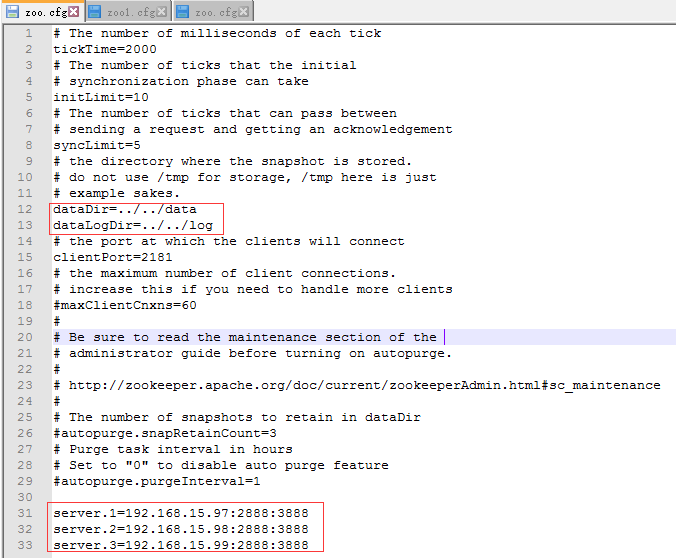 zoo.cfg zoo1.cfg zoo.cfg
1 # The number of milliseconds of each tick
2 tickTime=2000
3 # The number of ticks that the initial
4 # synchronization phase can take
5 initLimit=10
6 # The number of ticks that can pass between
7 # sending a request and getting an acknowledgement
8 syncLimit=5
9 # the directory where the snapshot is stored.
10 # do not use /tmp for storage, /tmp here is just
11 # example sakes.
12 dataDir=../../data
13 dataLogDir=../../log
14 # the port at which the clients will connect
15 clientPort=2181
16 # the maximum number of client connections.
17 # increase this if you need to handle more clients
18 #maxClientCnxns=60
19 #
20 # Be sure to read the maintenance section of the
21 # administrator guide before turning on autopurge.
22 #
23 # http://zookeeper.apache.org/doc/current/zookeeperAdmin.html#sc_maintenance
24 #
25 # The number of snapshots to retain in dataDir
26 #autopurge.snapRetainCount=3
27 # Purge task interval in hours
28 # Set to "0" to disable auto purge feature
29 #autopurge.purgeInterval=1
30
31 server.1=192.168.15.97:2888:3888
32 server.2=192.168.15.98:2888:3888
33 server.3=192.168.15.99:2888:3888